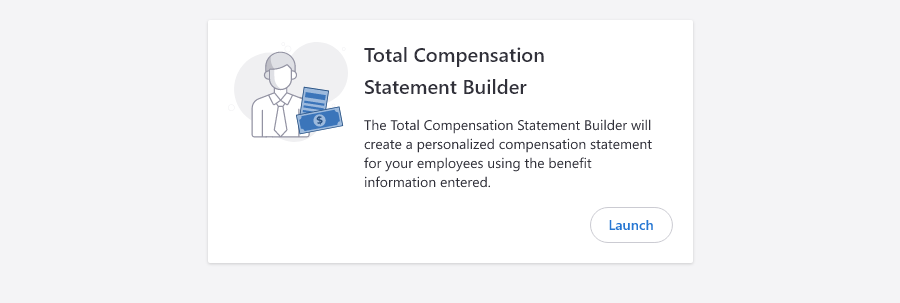 Total Compensation
Statement Builder
The Total Compensation Statement Builder will
create a personalized compensation statement
for your employees using the benefit
information entered.
$
Launch